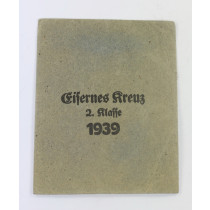 Eisernes Kreuz
2. Klasse
1939